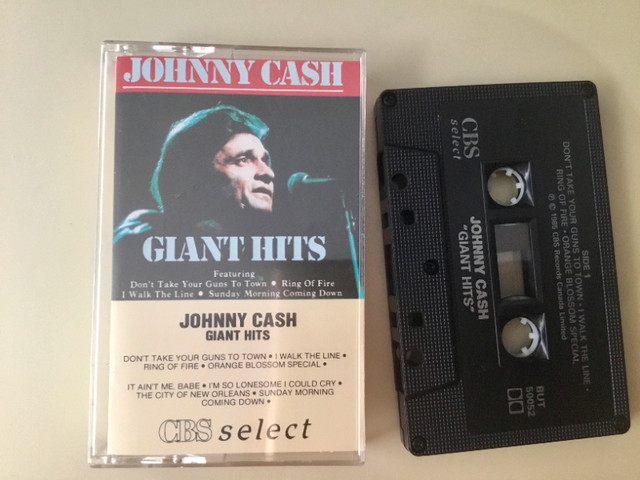 JOHNNY CASH
GIANT HITS
Featuring
Don't Take Your Guns To Town • Ring Of Fire
I Walk The Line • Sunday Morning Coming Down
JOHNNY CASH
GIANT HITS
DON'T TAKE YOUR GUNS TO TOWN • I WALK THE LINE •
RING OF FIRE • ORANGE BLOSSOM SPECIAL •
IT AIN'T ME, BABE • I'M SO LONESOME I COULD CRY •
THE CITY OF NEW ORLEANS • SUNDAY MORNING
COMING DOWN •
CBS select
CBS
select
SIDE 1
DON'T TAKE YOUR GUNS TO TOWN • I WALK THE LINE •
RING OF FIRE • ORANGE BLOSSOM SPECIAL
℗ © 1985 CBS Records Canada Limited
JOHNNY CASH
"GIANT HITS"
BUT
50052